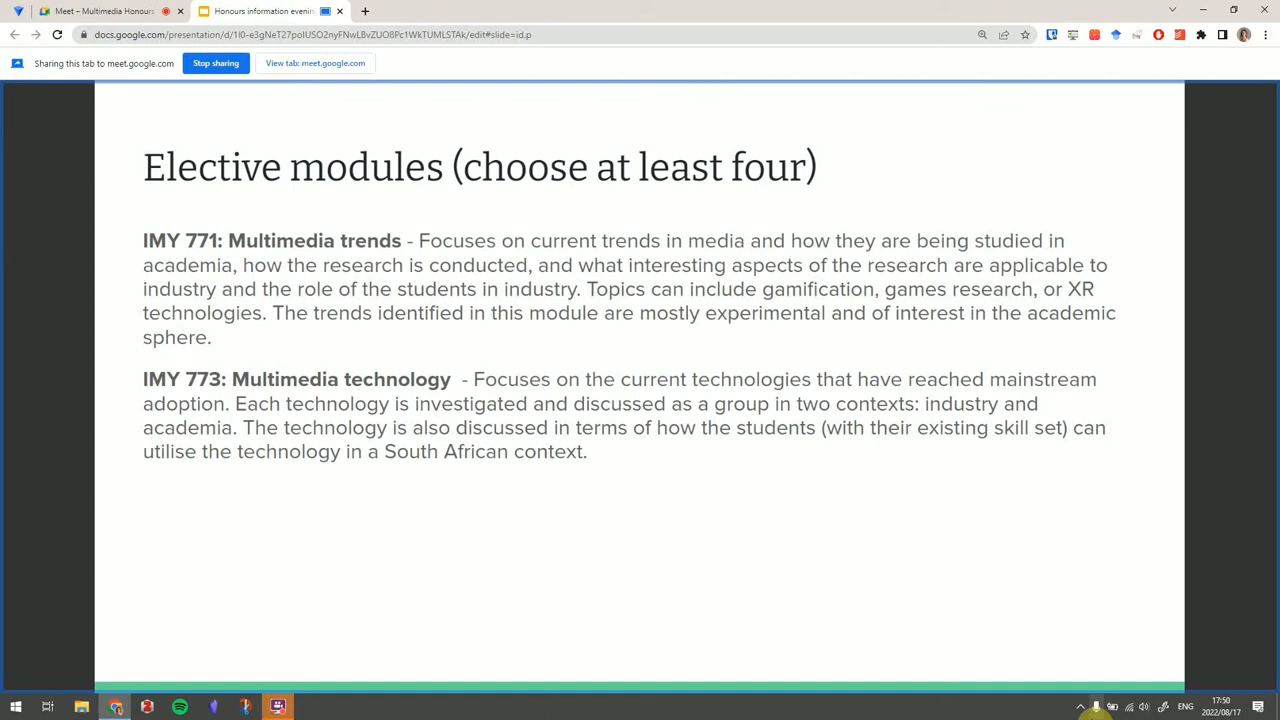 Meet – Multimedia Honours
Honours information evenin
docs.google.com/presentation/d/1I0-e3gNeT27poIUSO2nyFNwLBvZUO8Pc1WkTUMLSTAk/edit#slide=id.p
Sharing this tab to meet.google.com
Stop sharing
View tab: meet.google.com
Elective modules (choose at least four)
IMY 771: Multimedia trends - Focuses on current trends in media and how they are being studied in
academia, how the research is conducted, and what interesting aspects of the research are applicable to
industry and the role of the students in industry. Topics can include gamification, games research, or XR
technologies. The trends identified in this module are mostly experimental and of interest in the academic
sphere.
IMY 773: Multimedia technology - Focuses on the current technologies that have reached mainstream
adoption. Each technology is investigated and discussed as a group in two contexts: industry and
academia. The technology is also discussed in terms of how the students (with their existing skill set) can
utilise the technology in a South African context.
ENG
17:50
2022/08/17